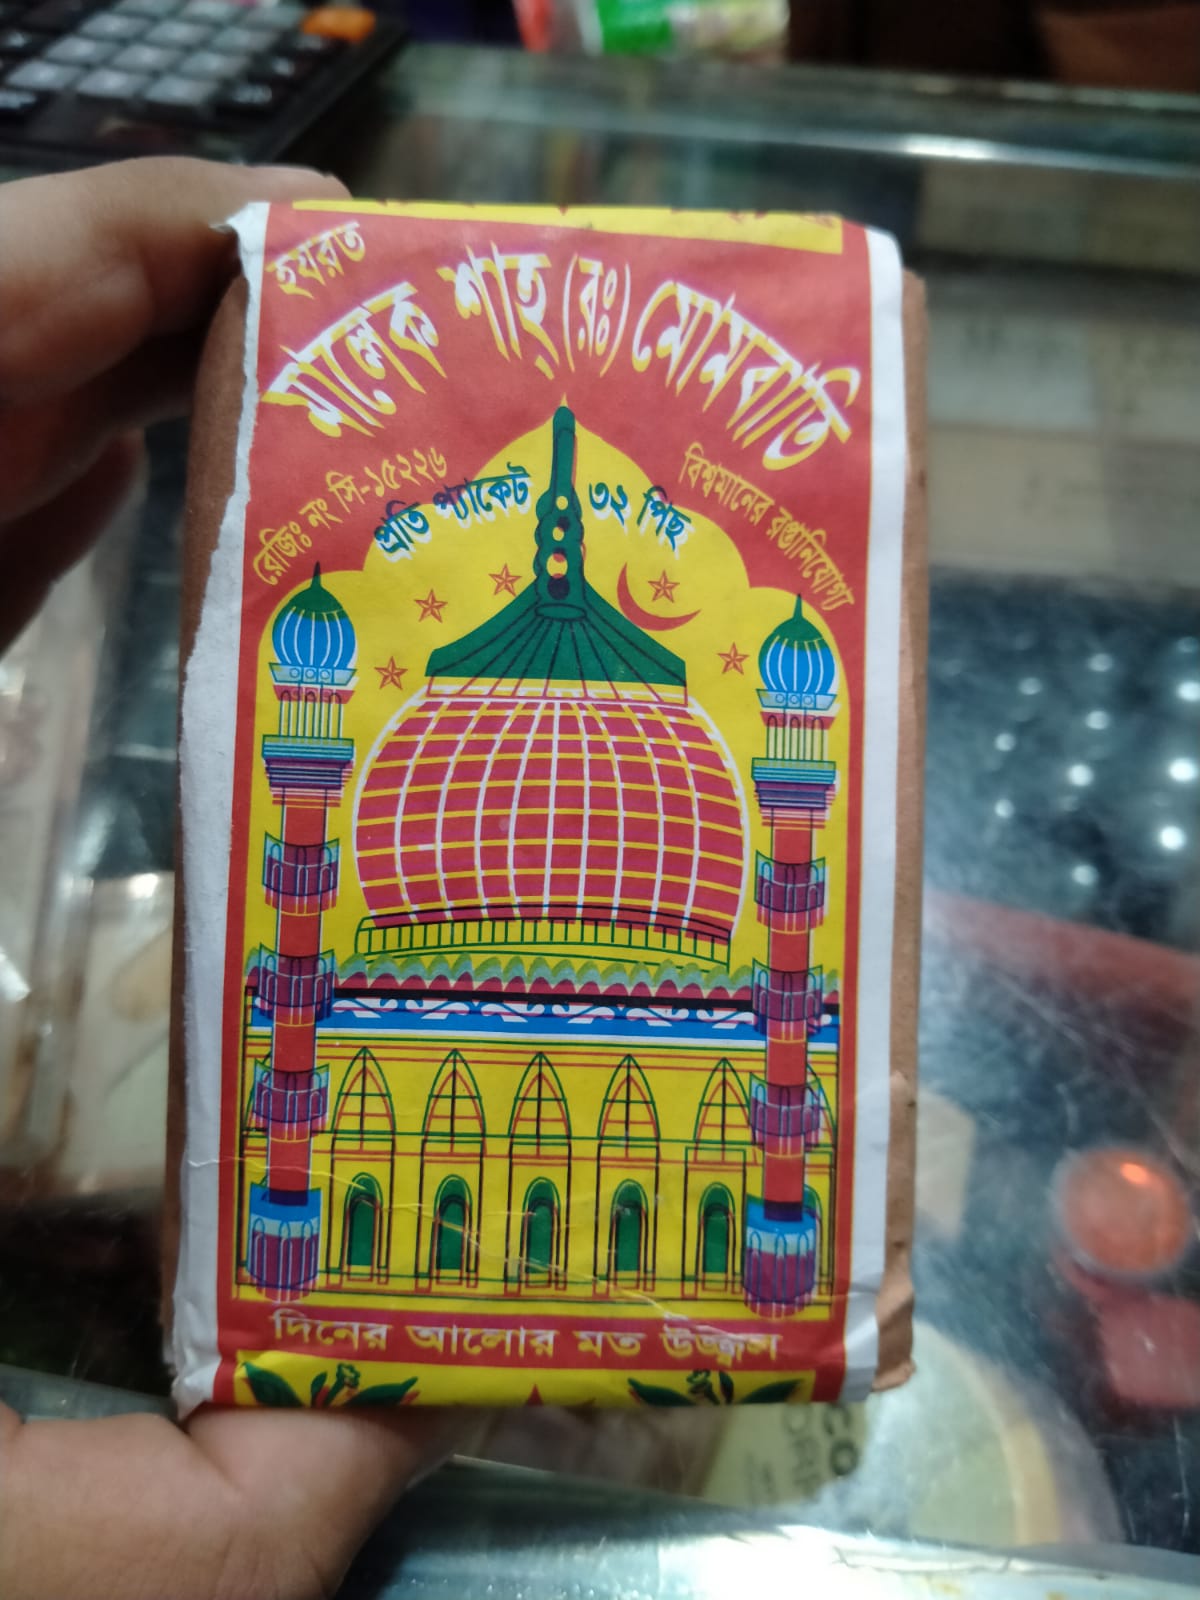 হযরত
মালেক শাহ্ (রঃ) মোমবাতি
রেজিঃ নং সি-১৫২২৬
বিশ্বমানের রপ্তানিযোগ্য
প্রতি প্যাকেট ৩২ পিছ
দিনের আলোর মত উজ্জ্বল